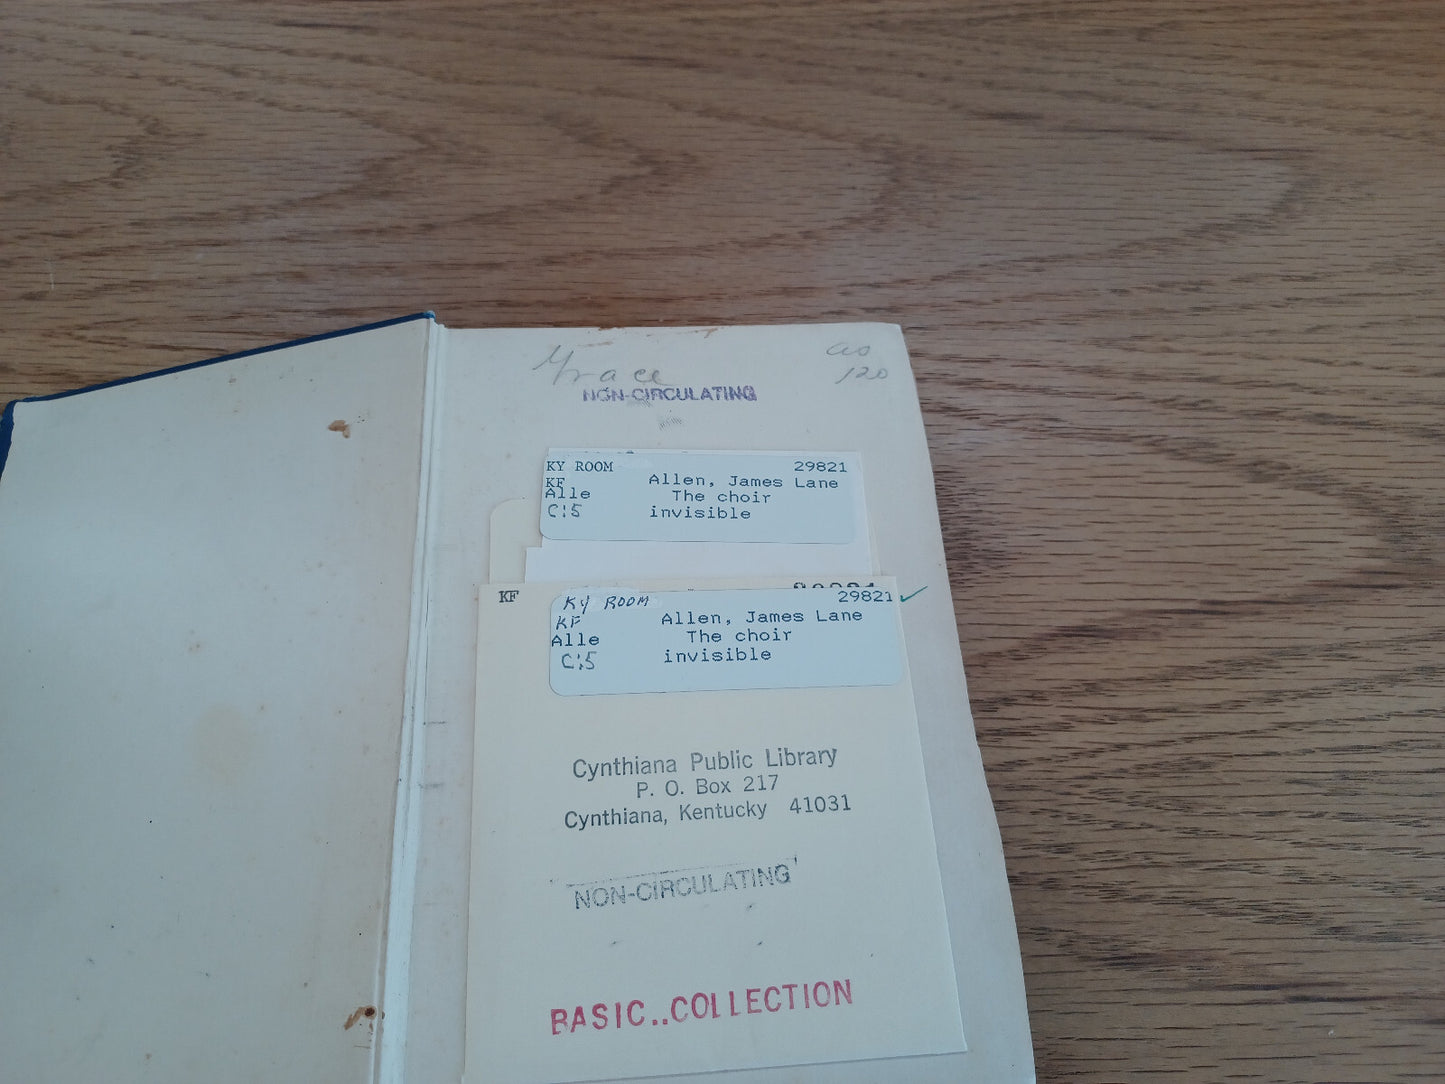 Grace
as
120
NON-CIRCULATING
KY ROOM 29821
KF Allen, James Lane
Alle The choir
C:5 invisible
KF KY ROOM 29821
KF Allen, James Lane
Alle The choir
C:5 invisible
Cynthiana Public Library
P. O. Box 217
Cynthiana, Kentucky 41031
NON-CIRCULATING
BASIC..COLLECTION